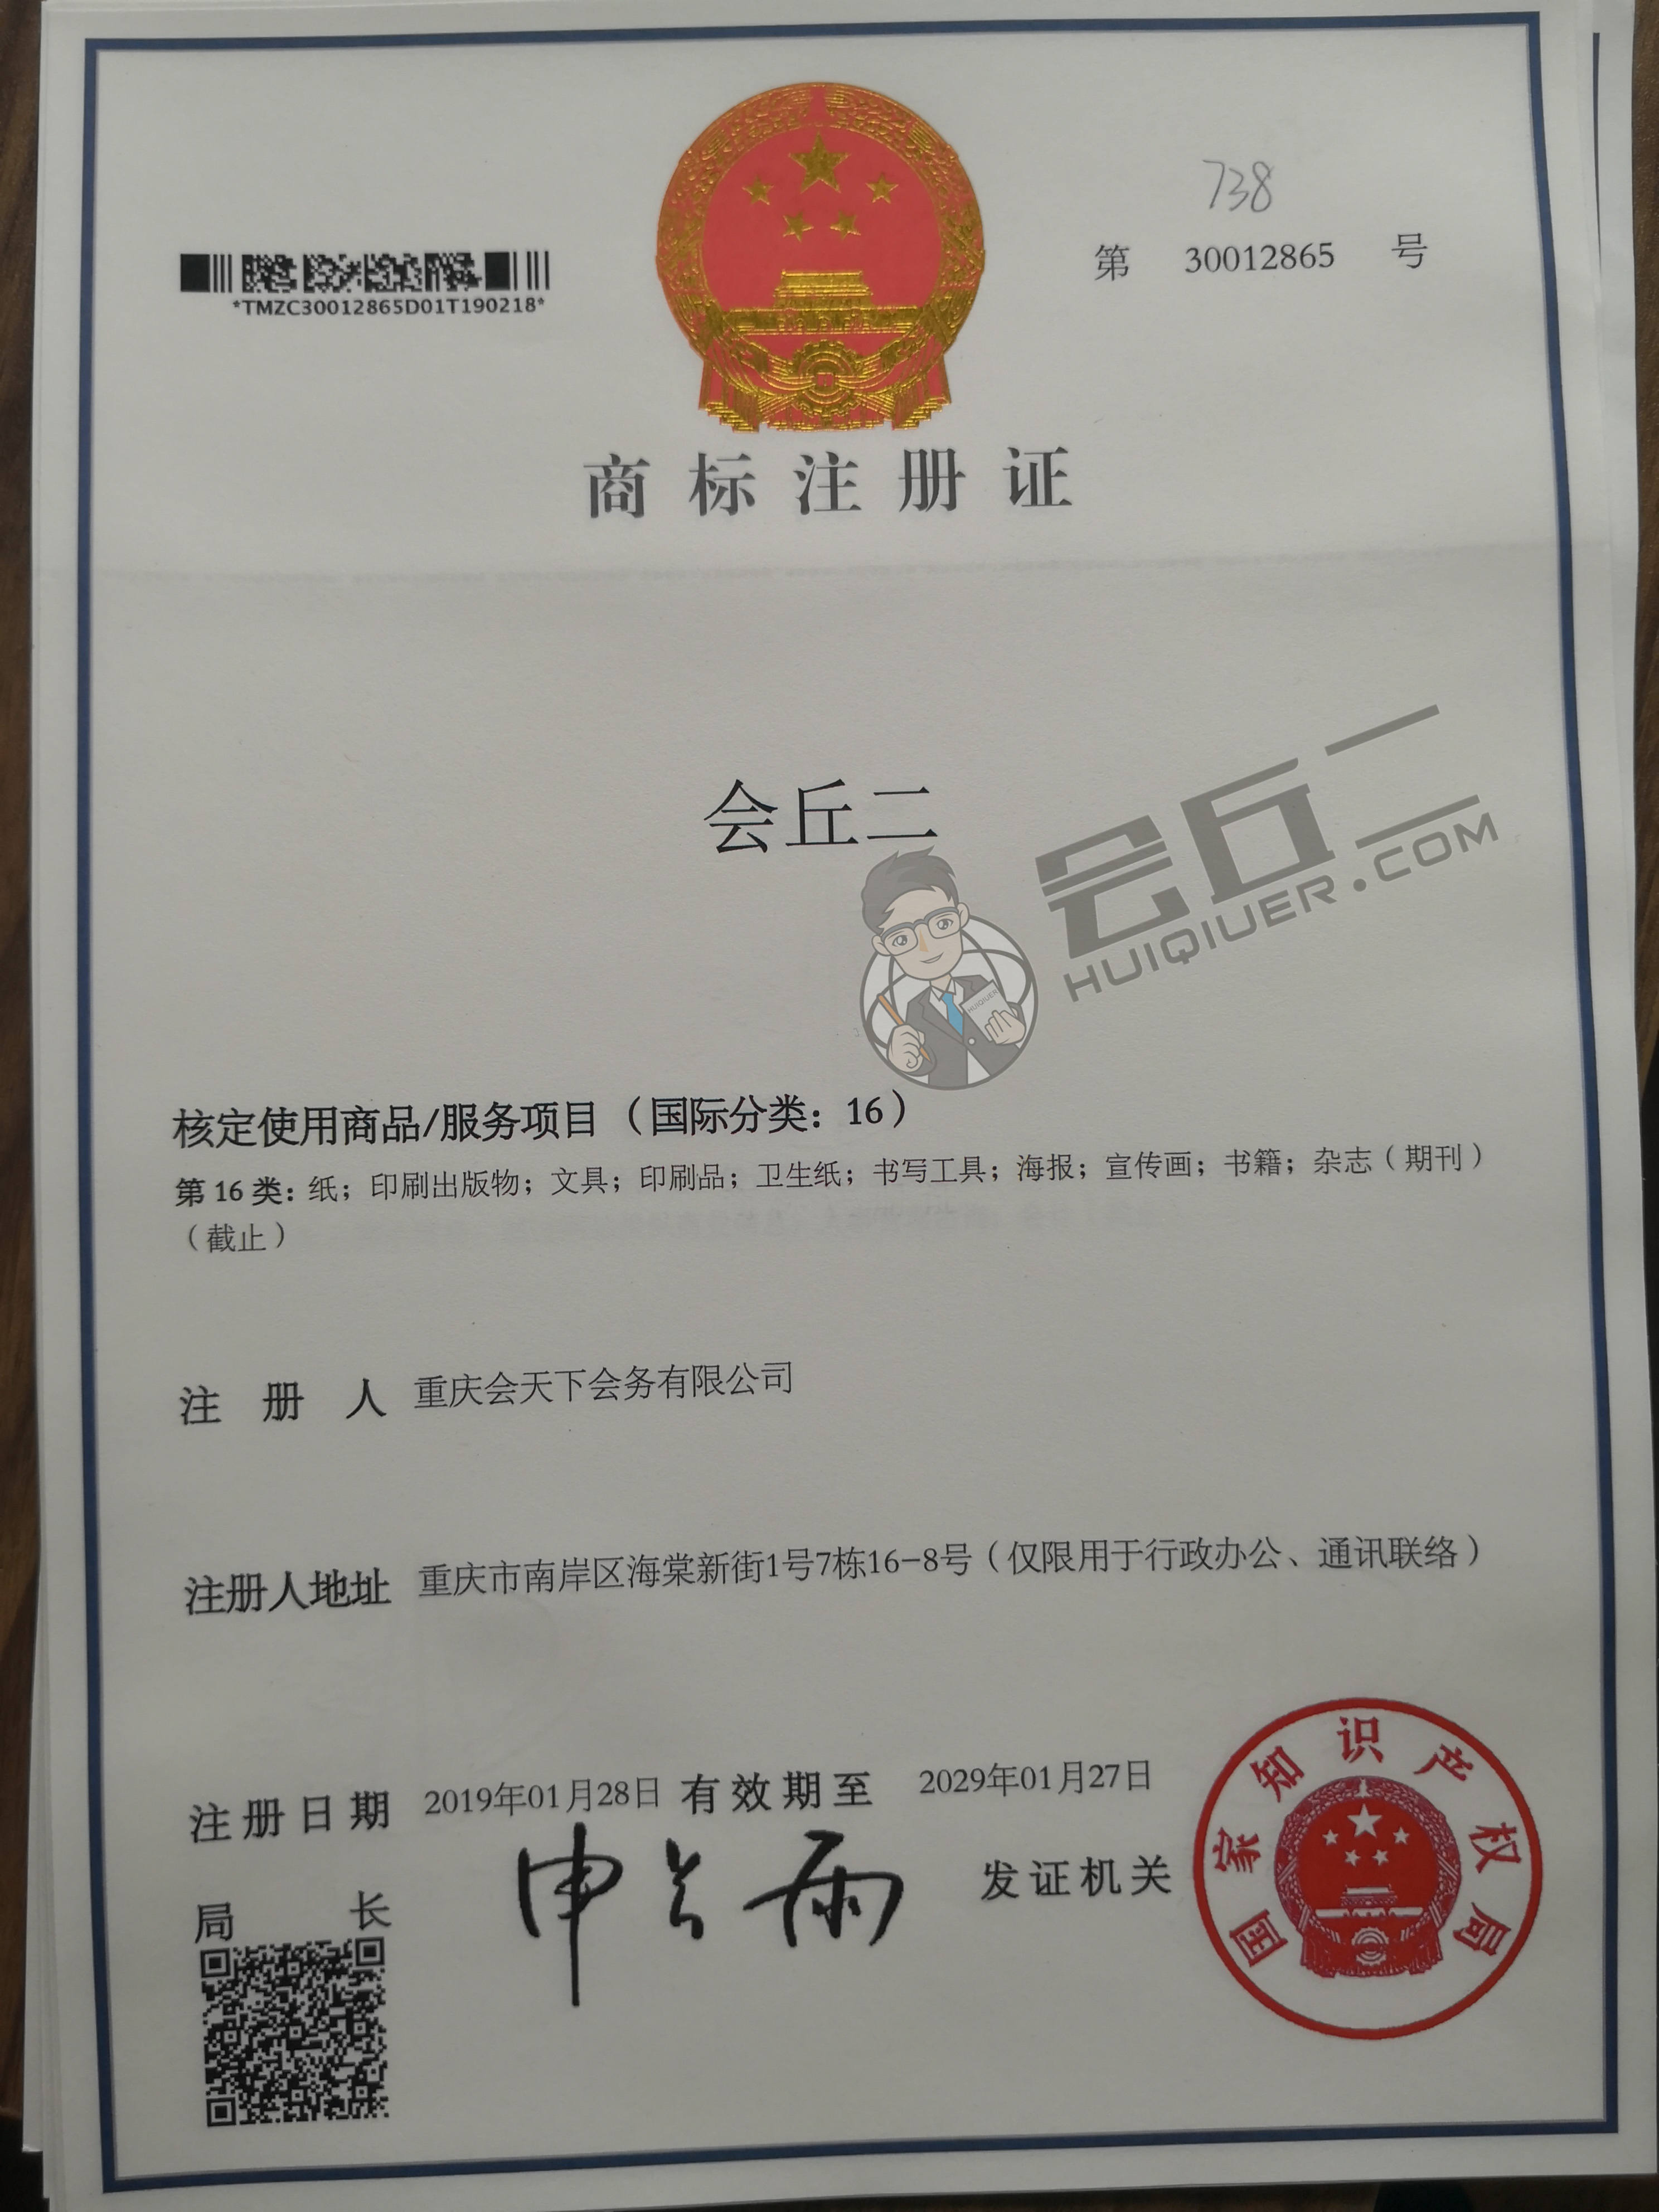 738
第 30012865 号
*TMZC30012865D01T190218*
商标注册证
会丘二
会丘二
HUIQIUER.COM
HUIQIUER
核定使用商品/服务项目（国际分类：16）
第 16 类：纸；印刷出版物；文具；印刷品；卫生纸；书写工具；海报；宣传画；书籍；杂志（期刊）
（截止）
注册人 重庆会天下会务有限公司
注册人地址 重庆市南岸区海棠新街1号7栋16-8号（仅限用于行政办公、通讯联络）
注册日期 2019年01月28日 有效期至 2029年01月27日
局长 申长雨 发证机关
国家知识产权局